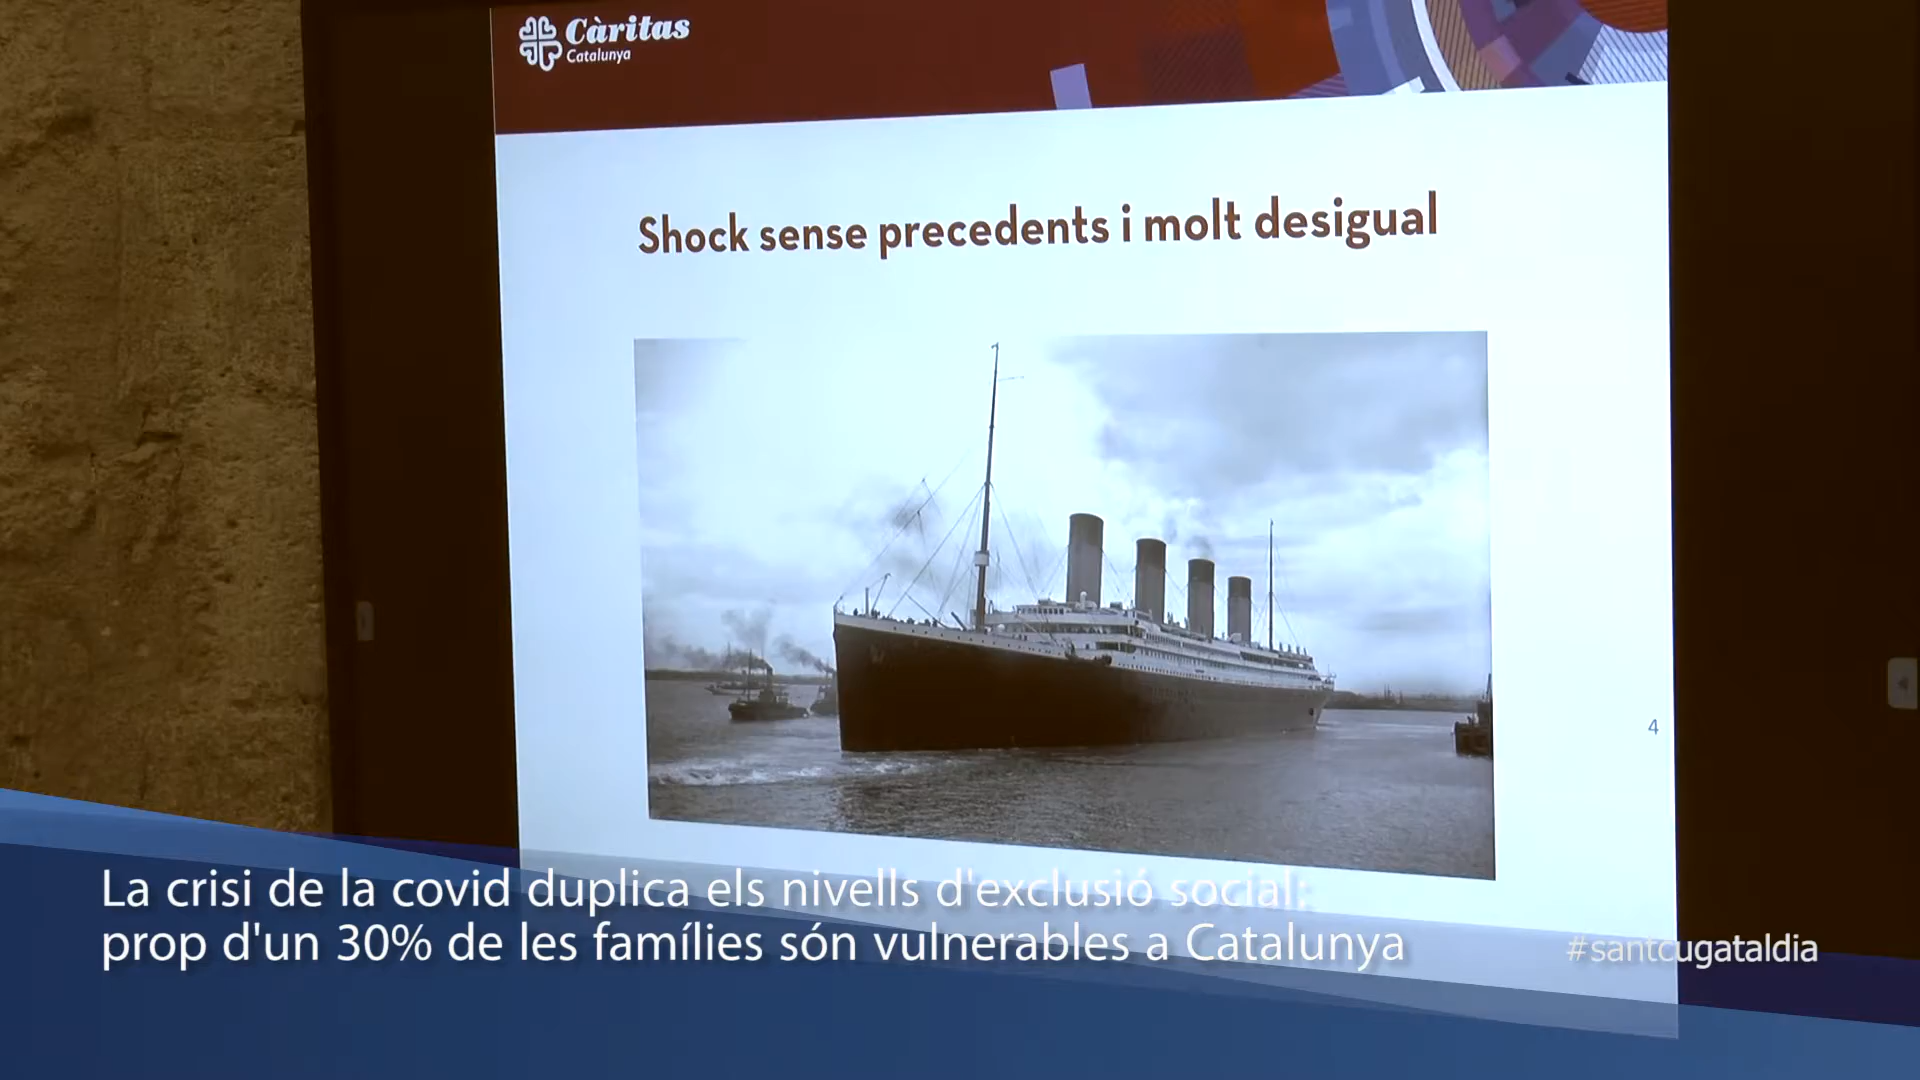 Càritas
Catalunya
Shock sense precedents i molt desigual
4
La crisi de la covid duplica els nivells d'exclusió social:
prop d'un 30% de les famílies són vulnerables a Catalunya
#santcugataldia